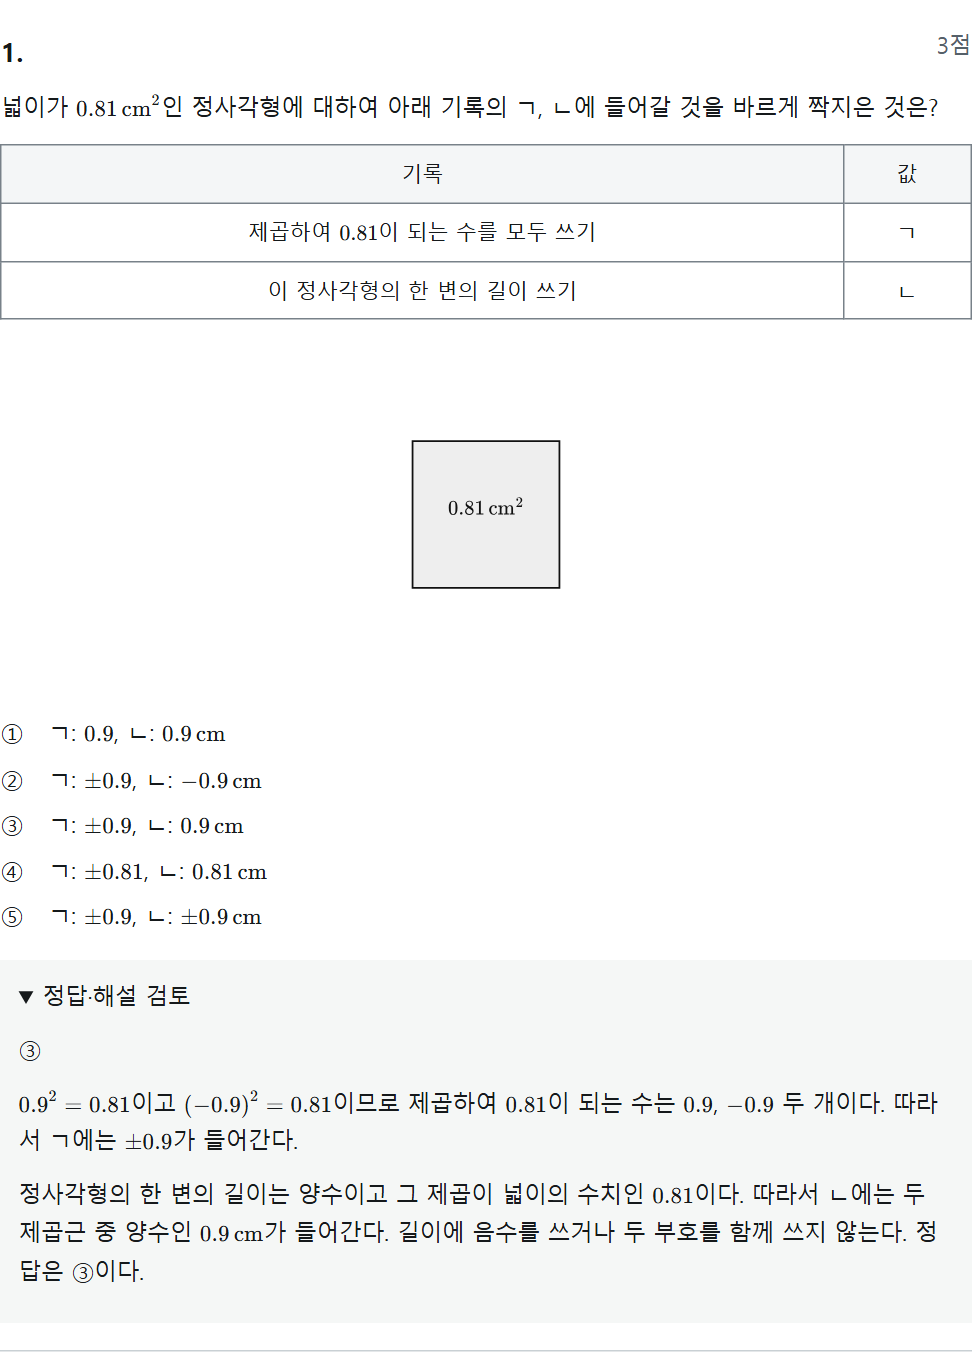 1.
3점
넓이가 0.81 cm²인 정사각형에 대하여 아래 기록의 ㄱ, ㄴ에 들어갈 것을 바르게 짝지은 것은?
기록 값
제곱하여 0.81이 되는 수를 모두 쓰기 ㄱ
이 정사각형의 한 변의 길이 쓰기 ㄴ
0.81 cm²
① ㄱ: 0.9, ㄴ: 0.9 cm
② ㄱ: ±0.9, ㄴ: −0.9 cm
③ ㄱ: ±0.9, ㄴ: 0.9 cm
④ ㄱ: ±0.81, ㄴ: 0.81 cm
⑤ ㄱ: ±0.9, ㄴ: ±0.9 cm
▼ 정답·해설 검토
③
0.9² = 0.81이고 (−0.9)² = 0.81이므로 제곱하여 0.81이 되는 수는 0.9, −0.9 두 개이다. 따라
서 ㄱ에는 ±0.9가 들어간다.
정사각형의 한 변의 길이는 양수이고 그 제곱이 넓이의 수치인 0.81이다. 따라서 ㄴ에는 두
제곱근 중 양수인 0.9 cm가 들어간다. 길이에 음수를 쓰거나 두 부호를 함께 쓰지 않는다. 정
답은 ③이다.